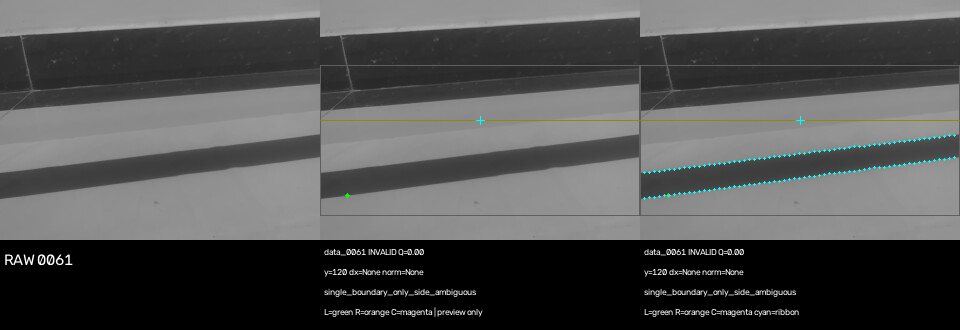 RAW 0061
data_0061 INVALID Q=0.00
y=120 dx=None norm=None
single_boundary_only_side_ambiguous
L=green R=orange C=magenta | preview only
data_0061 INVALID Q=0.00
y=120 dx=None norm=None
single_boundary_only_side_ambiguous
L=green R=orange C=magenta cyan=ribbon